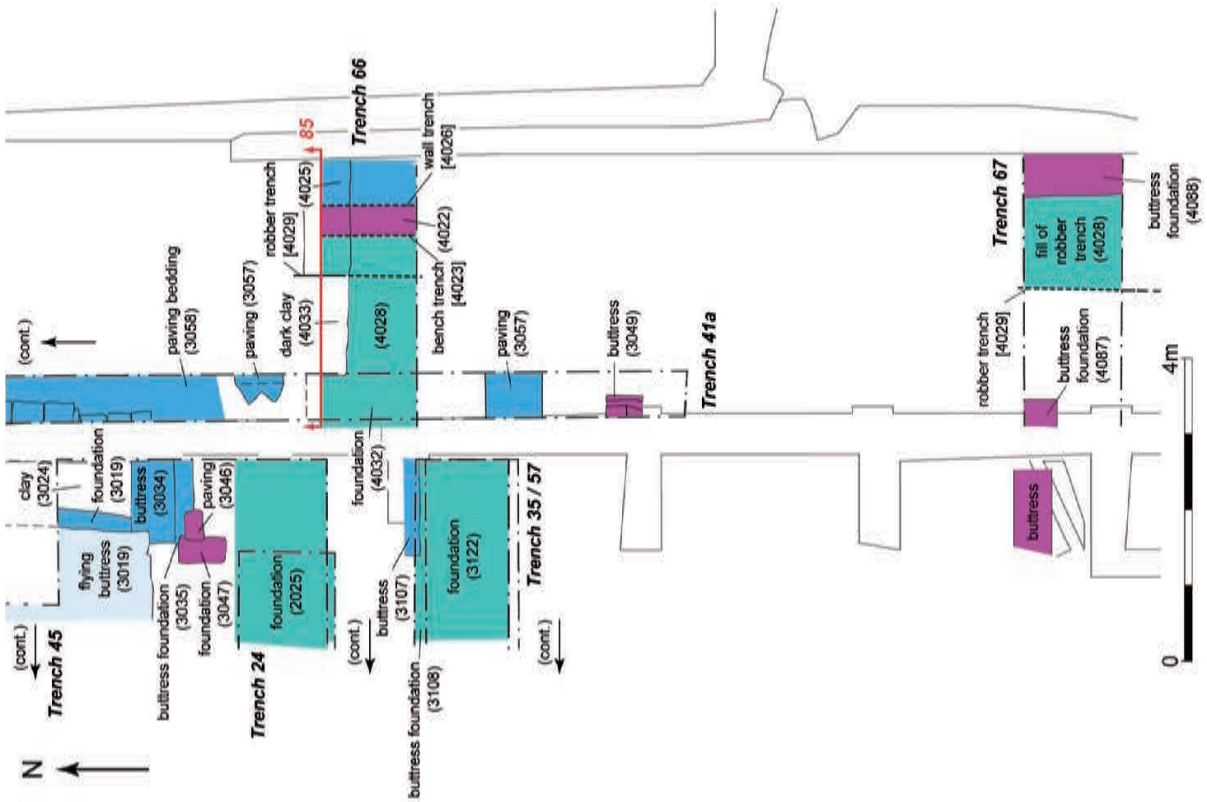 N
(cont.)
Trench 45
clay
(3024)
foundation
(3019)
flying
buttress
(3019)
buttress
(3034)
paving
(3046)
buttress foundation
(3035)
foundation
(3047)
Trench 24
foundation
(2025)
(cont.)
buttress
(3107)
buttress foundation
(3108)
foundation
(3122)
Trench 35 / 57
(cont.)
foundation
(4032)
(cont.)
paving bedding
(3058)
paving (3057)
dark clay
(4033)
robber trench
[4029]
(4025)
85
Trench 66
wall trench
[4026]
(4022)
bench trench
[4023]
(4028)
paving
(3057)
buttress
(3049)
Trench 41a
Trench 67
robber trench
[4029]
fill of
robber
trench
(4028)
buttress
foundation
(4088)
buttress
foundation
(4087)
buttress
0
4m